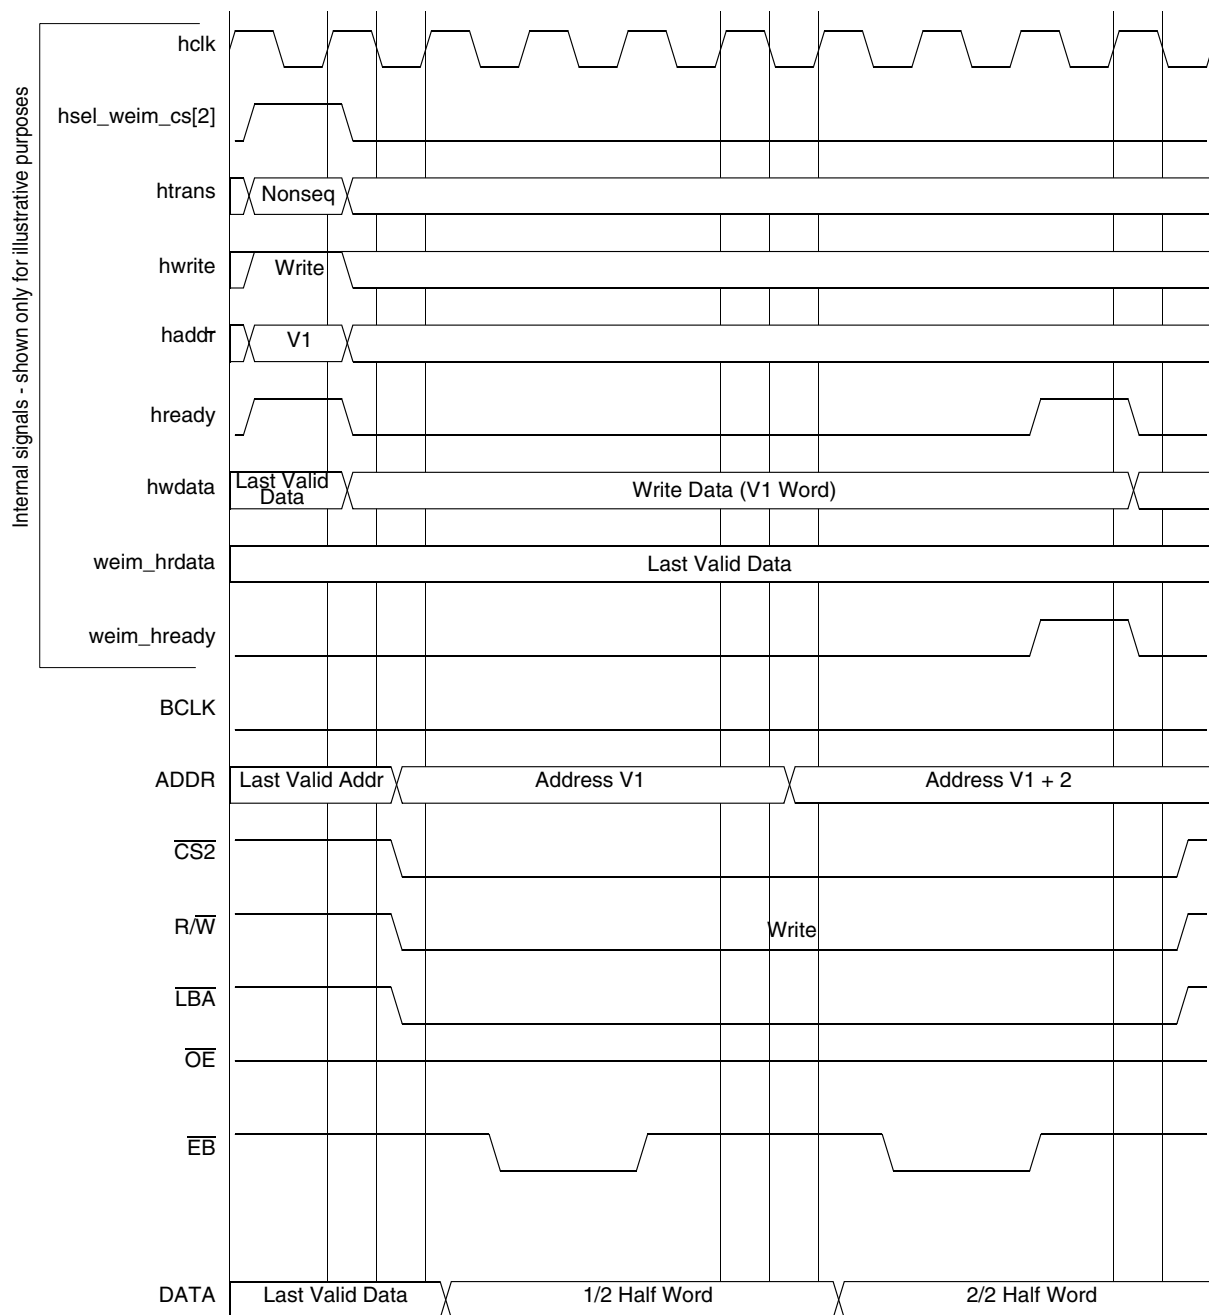 Internal signals - shown only for illustrative purposes
hclk
hsel_weim_cs[2]
htrans
Nonseq
hwrite
Write
haddr
V1
hready
hwdata
Last Valid
Data
Write Data (V1 Word)
weim_hrdata
Last Valid Data
weim_hready
BCLK
ADDR
Last Valid Addr
Address V1
Address V1 + 2
CS2
R/W
Write
LBA
OE
EB
DATA
Last Valid Data
1/2 Half Word
2/2 Half Word